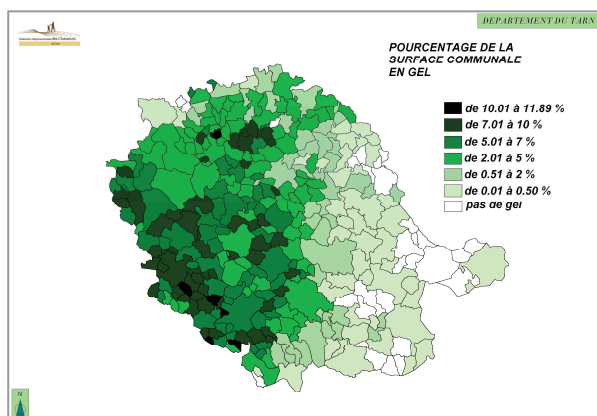 DEPARTEMENT DU TARN
POURCENTAGE DE LA
SURFACE COMMUNALE
EN GEL
de 10.01 à 11.89 %
de 7.01 à 10 %
de 5.01 à 7 %
de 2.01 à 5 %
de 0.51 à 2 %
de 0.01 à 0.50 %
pas de gel
N